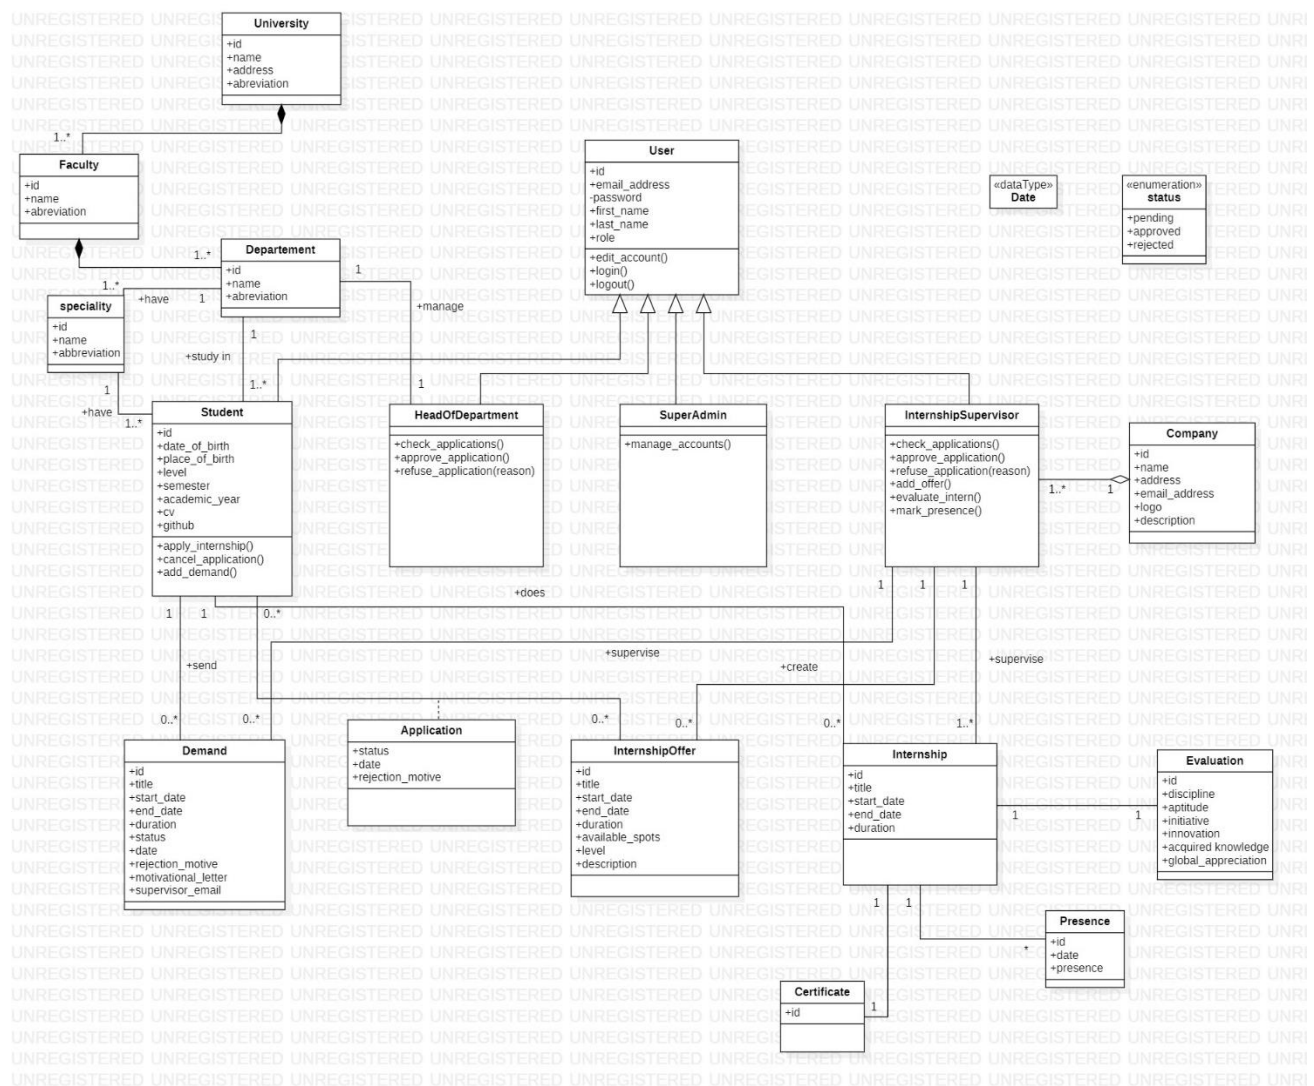 University
+id
+name
+address
+abreviation
1..*
Faculty
+id
+name
+abreviation
1..*
Departement
+id
+name
+abreviation
1
+manage
1
1..*
+have
1
speciality
+id
+name
+abbreviation
1
+study in
1..*
1
+have
1..*
User
+id
+email_address
-password
+first_name
+last_name
+role
+edit_account()
+login()
+logout()
«dataType»
Date
«enumeration»
status
+pending
+approved
+rejected
Student
+id
+date_of_birth
+place_of_birth
+level
+semester
+academic_year
+cv
+github
+apply_internship()
+cancel_application()
+add_demand()
HeadOfDepartment
+check_applications()
+approve_application()
+refuse_application(reason)
SuperAdmin
+manage_accounts()
InternshipSupervisor
+check_applications()
+approve_application()
+refuse_application(reason)
+add_offer()
+evaluate_intern()
+mark_presence()
1..*
1
Company
+id
+name
+address
+email_address
+logo
+description
1
1
0..*
+does
1
1
1
+send
+supervise
+create
+supervise
0..*
0..*
0..*
0..*
0..*
1..*
Demand
+id
+title
+start_date
+end_date
+duration
+status
+date
+rejection_motive
+motivational_letter
+supervisor_email
Application
+status
+date
+rejection_motive
InternshipOffer
+id
+title
+start_date
+end_date
+duration
+available_spots
+level
+description
Internship
+id
+title
+start_date
+end_date
+duration
1
1
Evaluation
+id
+discipline
+aptitude
+initiative
+innovation
+acquired knowledge
+global_appreciation
1
1
*
Presence
+id
+date
+presence
Certificate
+id
1
UNREGISTERED